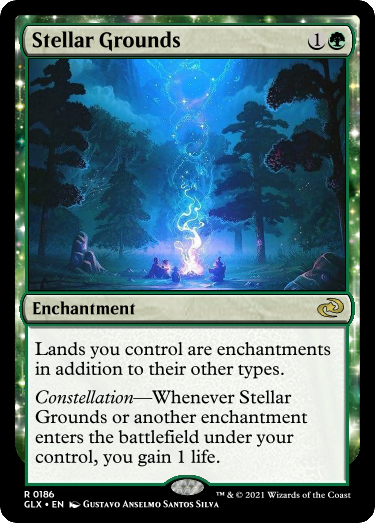 Stellar Grounds 1
Enchantment
Lands you control are enchantments
in addition to their other types.
Constellation—Whenever Stellar
Grounds or another enchantment
enters the battlefield under your
control, you gain 1 life.
R 0186
GLX • EN Gustavo Anselmo Santos Silva
™ & © 2021 Wizards of the Coast